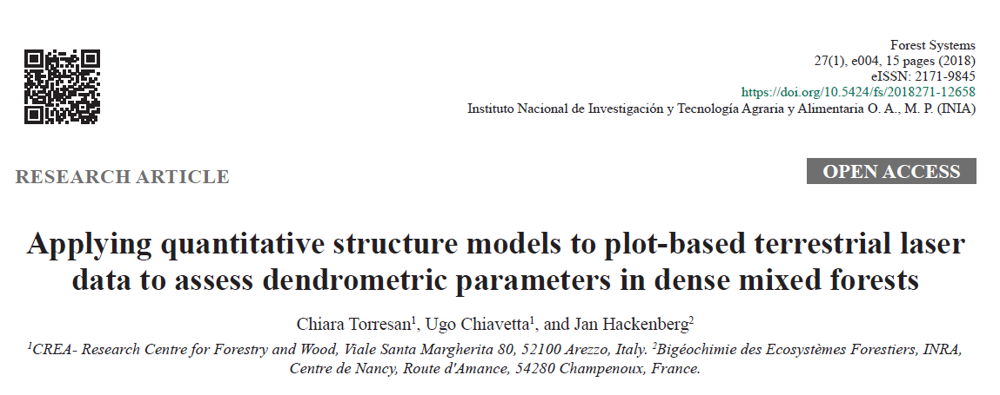 Forest Systems
27(1), e004, 15 pages (2018)
eISSN: 2171-9845
https://doi.org/10.5424/fs/2018271-12658
Instituto Nacional de Investigación y Tecnología Agraria y Alimentaria O. A., M. P. (INIA)
RESEARCH ARTICLE
OPEN ACCESS
Applying quantitative structure models to plot-based terrestrial laser
data to assess dendrometric parameters in dense mixed forests
Chiara Torresan¹, Ugo Chiavetta¹, and Jan Hackenberg²
¹CREA- Research Centre for Forestry and Wood, Viale Santa Margherita 80, 52100 Arezzo, Italy. ²Bigéochimie des Ecosystèmes Forestiers, INRA,
Centre de Nancy, Route d'Amance, 54280 Champenoux, France.